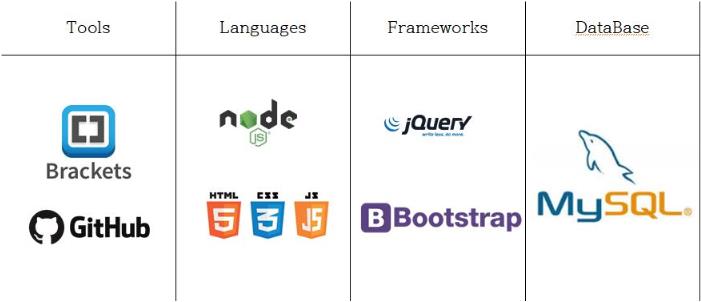 Tools
Languages
Frameworks
DataBase
Brackets
GitHub
node
JS
HTML
5
CSS
3
JS
5
jQuery
write less, do more.
B Bootstrap
MySQL®